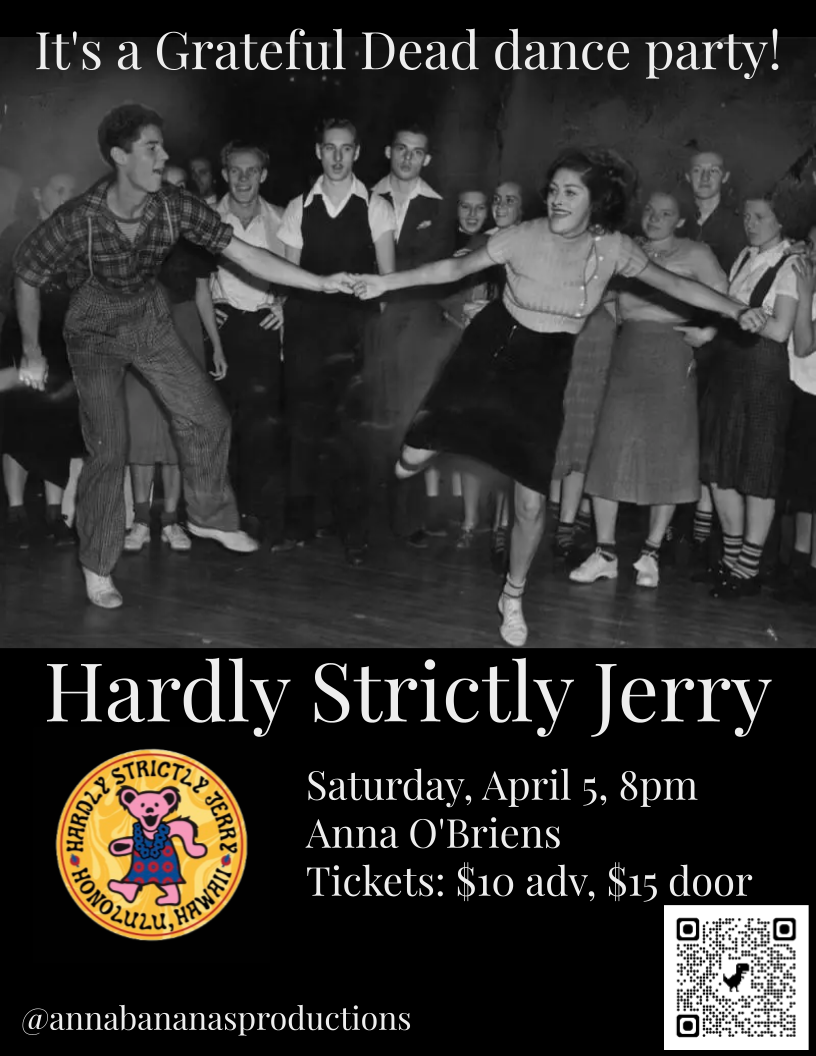 It's a Grateful Dead dance party!
Hardly Strictly Jerry
HARDLY STRICTLY JERRY
HONOLULU, HAWAII
Saturday, April 5, 8pm
Anna O'Briens
Tickets: $10 adv, $15 door
@annabananasproductions